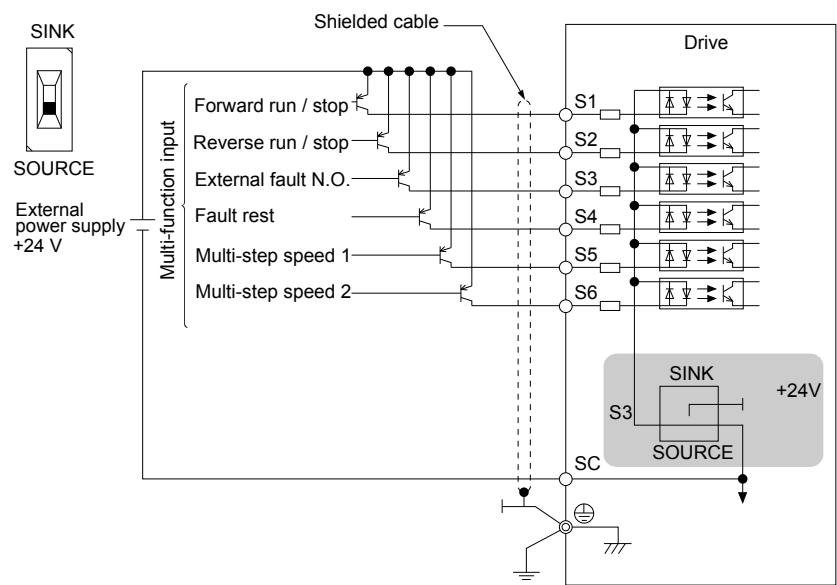 Shielded cable
SINK
SOURCE
External
power supply
+24 V
Multi-function input
Forward run / stop
Reverse run / stop
External fault N.O.
Fault rest
Multi-step speed 1
Multi-step speed 2
Drive
S1
S2
S3
S4
S5
S6
SINK
+24V
S3
SOURCE
SC